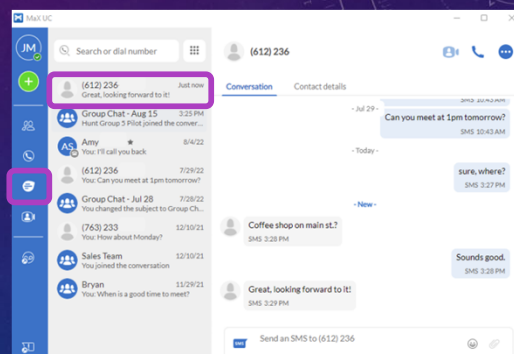 MaX UC
JM
Search or dial number
(612) 236
Just now
Great, looking forward to it!
Group Chat - Aug 15
3:25 PM
Hunt Group 5 Pilot joined the conver...
AS
Amy
8/4/22
You: I'll call you back
(612) 236
7/29/22
You: Can you meet at 1pm tomorrow?
Group Chat - Jul 28
7/28/22
You changed the subject to Group Ch...
(763) 233
12/10/21
You: How about Monday?
Sales Team
12/10/21
You joined the conversation
Bryan
11/29/21
You: When is a good time to meet?
(612) 236
Conversation
Contact details
SMS 10:43 AM
- Jul 29 -
Can you meet at 1pm tomorrow?
SMS 10:43 AM
- Today -
sure, where?
SMS 3:27 PM
- New -
Coffee shop on main st.?
SMS 3:28 PM
Sounds good.
SMS 3:28 PM
Great, looking forward to it!
SMS 3:29 PM
SMS
Send an SMS to (612) 236